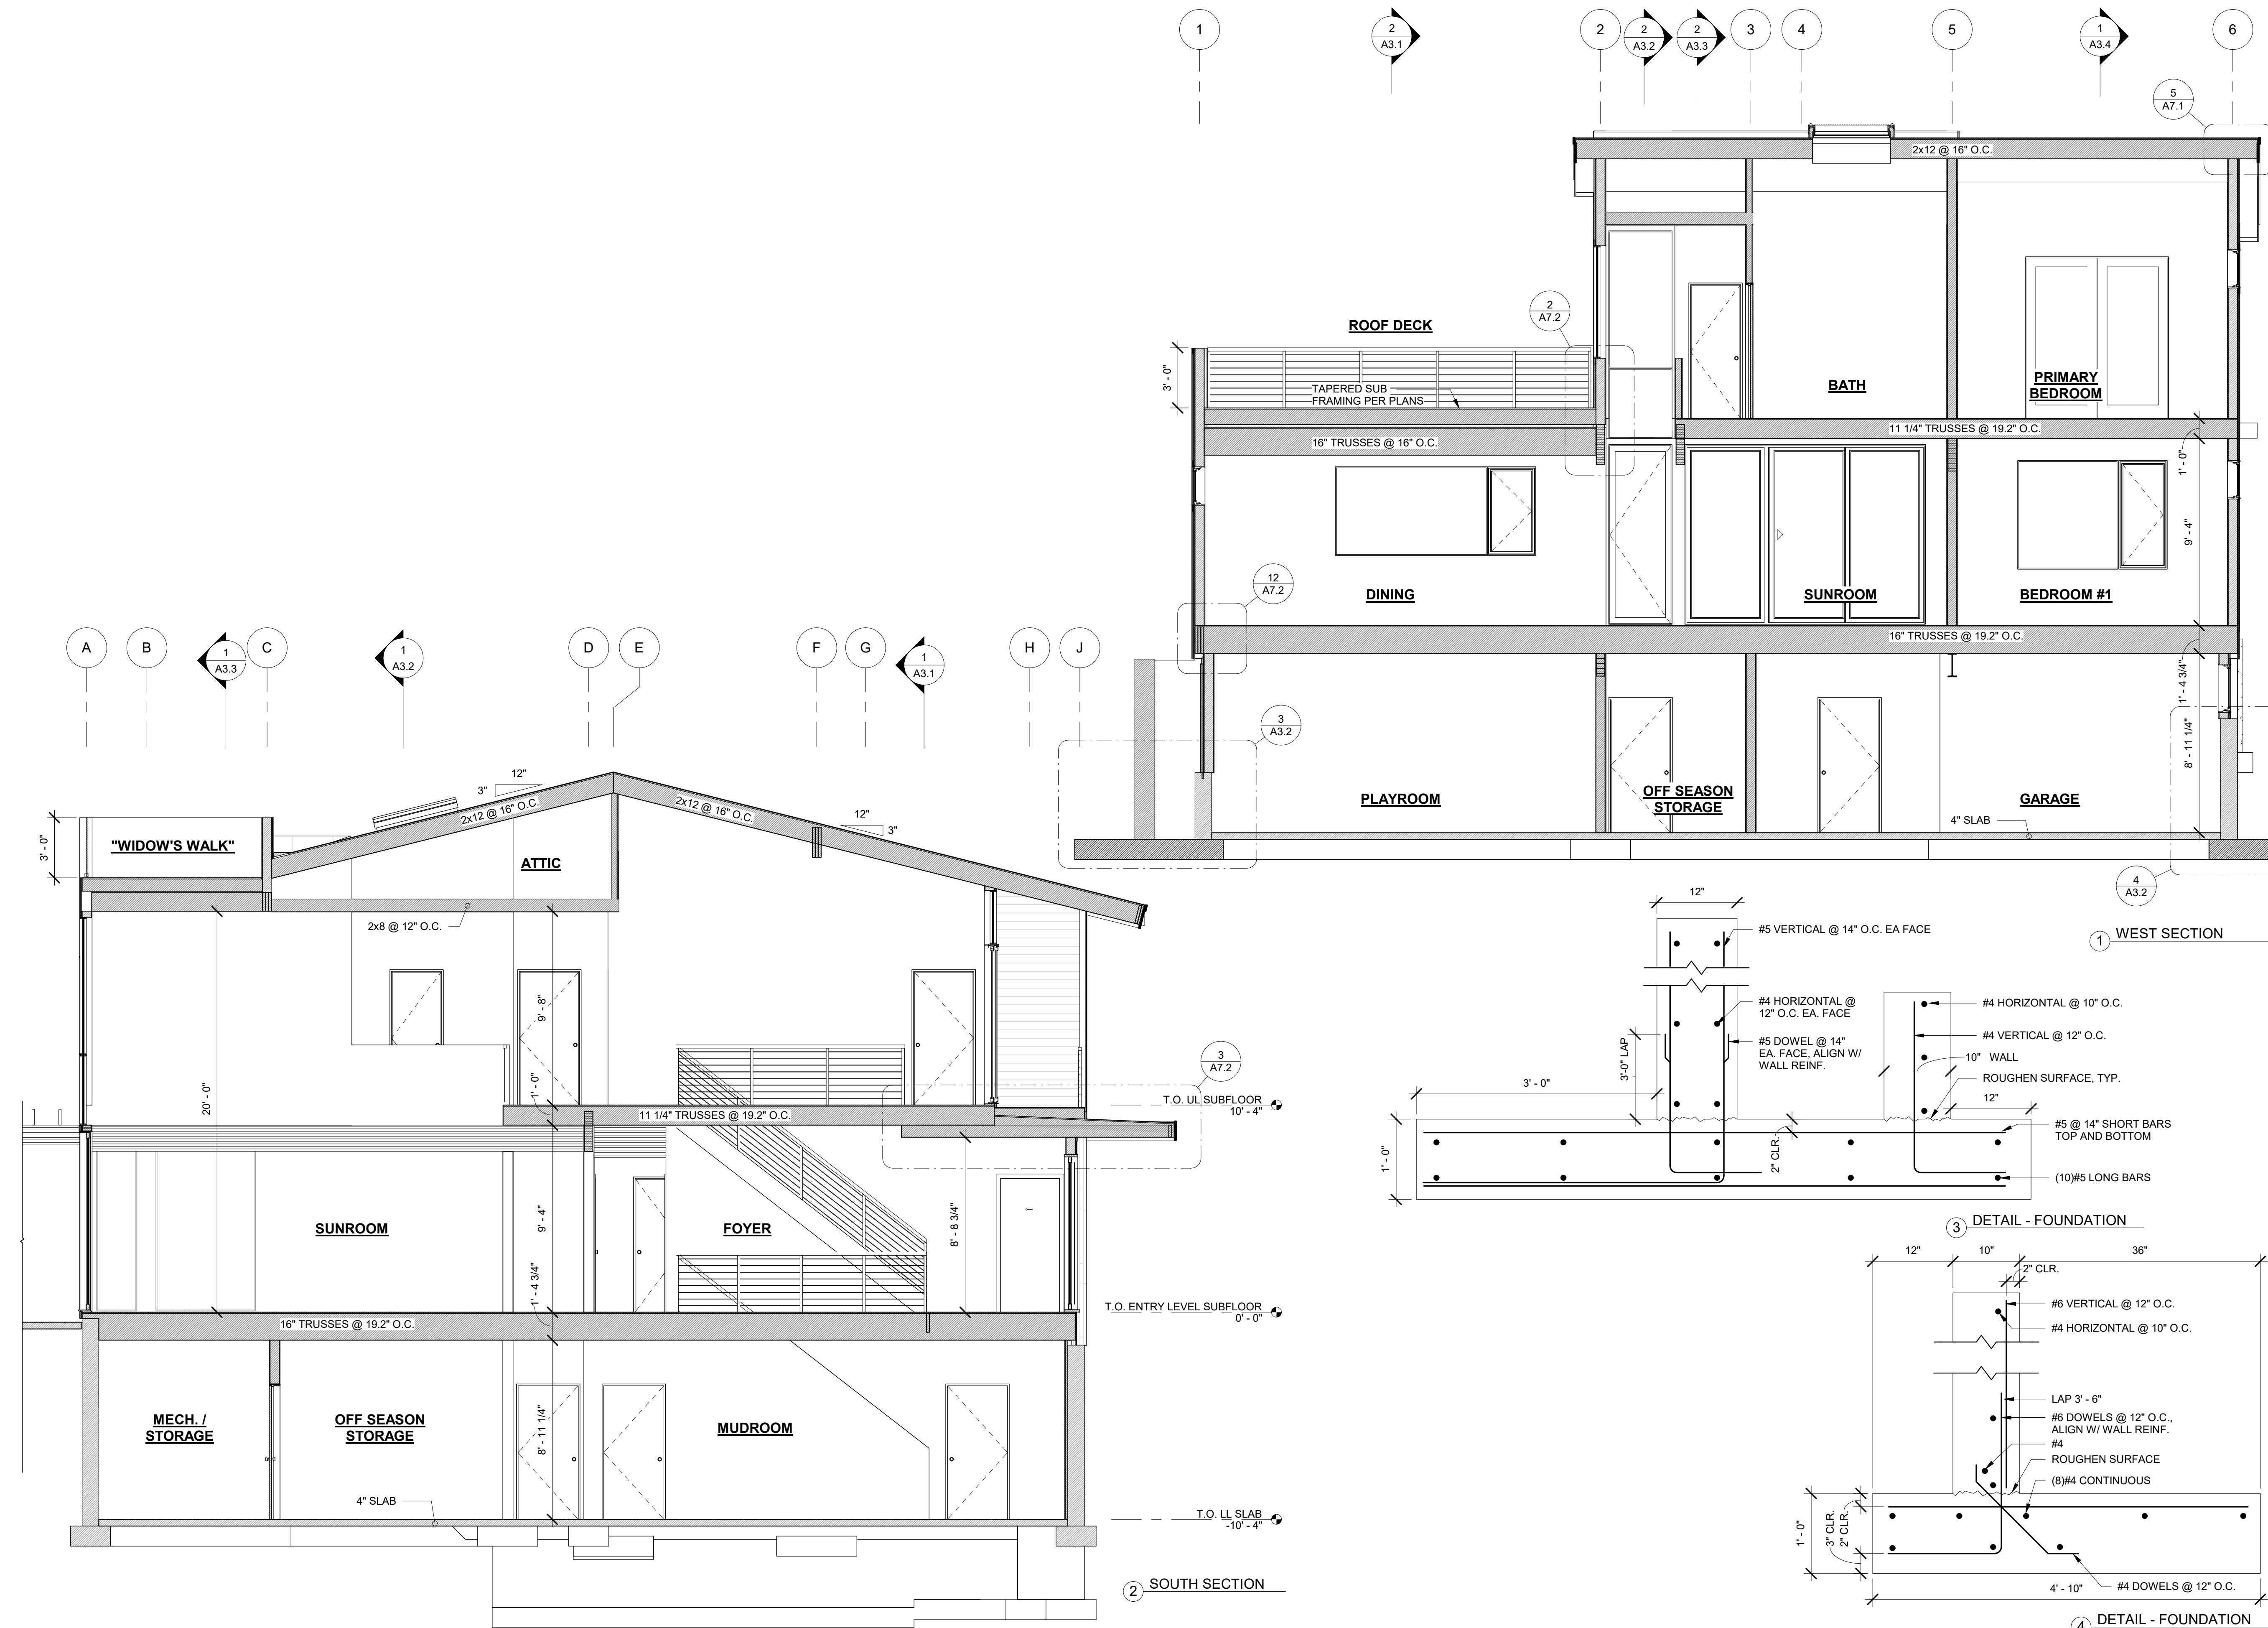 1
2
A3.1
2
2
A3.2
2
A3.3
3
4
5
1
A3.4
6
5
A7.1
2x12 @ 16" O.C.
2
A7.2
ROOF DECK
3' - 0"
TAPERED SUB
FRAMING PER PLANS
BATH
PRIMARY
BEDROOM
16" TRUSSES @ 16" O.C.
11 1/4" TRUSSES @ 19.2" O.C.
1' - 0"
9' - 4"
12
A7.2
DINING
SUNROOM
BEDROOM #1
16" TRUSSES @ 19.2" O.C.
1' - 4 3/4"
8' - 11 1/4"
3
A3.2
PLAYROOM
OFF SEASON
STORAGE
GARAGE
4" SLAB
4
A3.2
1 WEST SECTION
A
B
1
A3.3
C
1
A3.2
D
E
F
G
1
A3.1
H
J
12"
3"
2x12 @ 16" O.C.
2x12 @ 16" O.C.
12"
3"
3' - 0"
"WIDOW'S WALK"
ATTIC
2x8 @ 12" O.C.
20' - 0"
9' - 8"
1' - 0"
11 1/4" TRUSSES @ 19.2" O.C.
3
A7.2
T.O. UL SUBFLOOR
10' - 4"
SUNROOM
9' - 4"
FOYER
8' - 8 3/4"
1' - 4 3/4"
16" TRUSSES @ 19.2" O.C.
T.O. ENTRY LEVEL SUBFLOOR
0' - 0"
MECH. /
STORAGE
OFF SEASON
STORAGE
8' - 11 1/4"
MUDROOM
4" SLAB
T.O. LL SLAB
-10' - 4"
2 SOUTH SECTION
12"
#5 VERTICAL @ 14" O.C. EA FACE
#4 HORIZONTAL @
12" O.C. EA. FACE
#5 DOWEL @ 14"
EA. FACE, ALIGN W/
WALL REINF.
3'-0" LAP
3' - 0"
1' - 0"
2" CLR.
#4 HORIZONTAL @ 10" O.C.
#4 VERTICAL @ 12" O.C.
10" WALL
ROUGHEN SURFACE, TYP.
12"
#5 @ 14" SHORT BARS
TOP AND BOTTOM
(10)#5 LONG BARS
3 DETAIL - FOUNDATION
12"
10"
36"
2" CLR.
#6 VERTICAL @ 12" O.C.
#4 HORIZONTAL @ 10" O.C.
LAP 3' - 6"
#6 DOWELS @ 12" O.C.,
ALIGN W/ WALL REINF.
#4
ROUGHEN SURFACE
(8)#4 CONTINUOUS
1' - 0"
3" CLR.
2" CLR.
4' - 10"
#4 DOWELS @ 12" O.C.
4 DETAIL - FOUNDATION